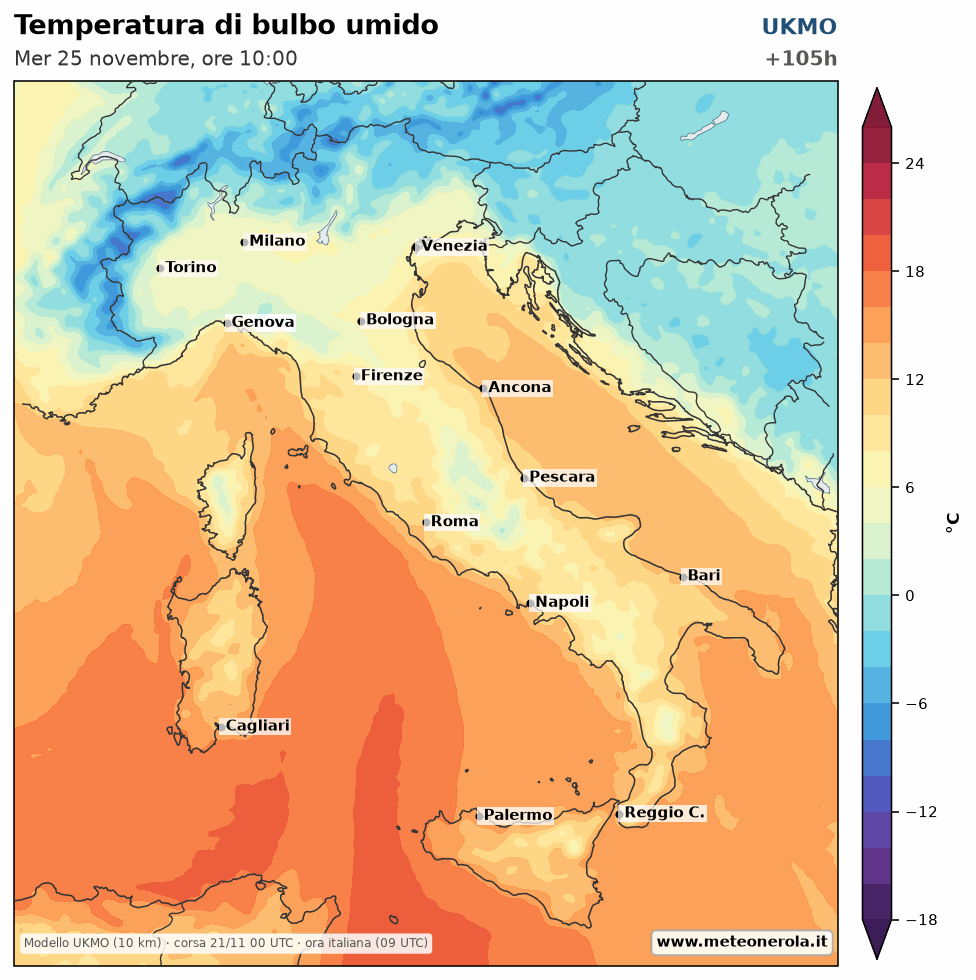 Temperatura di bulbo umido
UKMO
Mer 25 novembre, ore 10:00
+105h
Milano
Venezia
Torino
Genova
Bologna
Firenze
Ancona
Pescara
Roma
Bari
Napoli
Cagliari
Palermo
Reggio C.
24
18
12
6
0
−6
−12
−18
°C
Modello UKMO (10 km) · corsa 21/11 00 UTC · ora italiana (09 UTC)
www.meteonerola.it